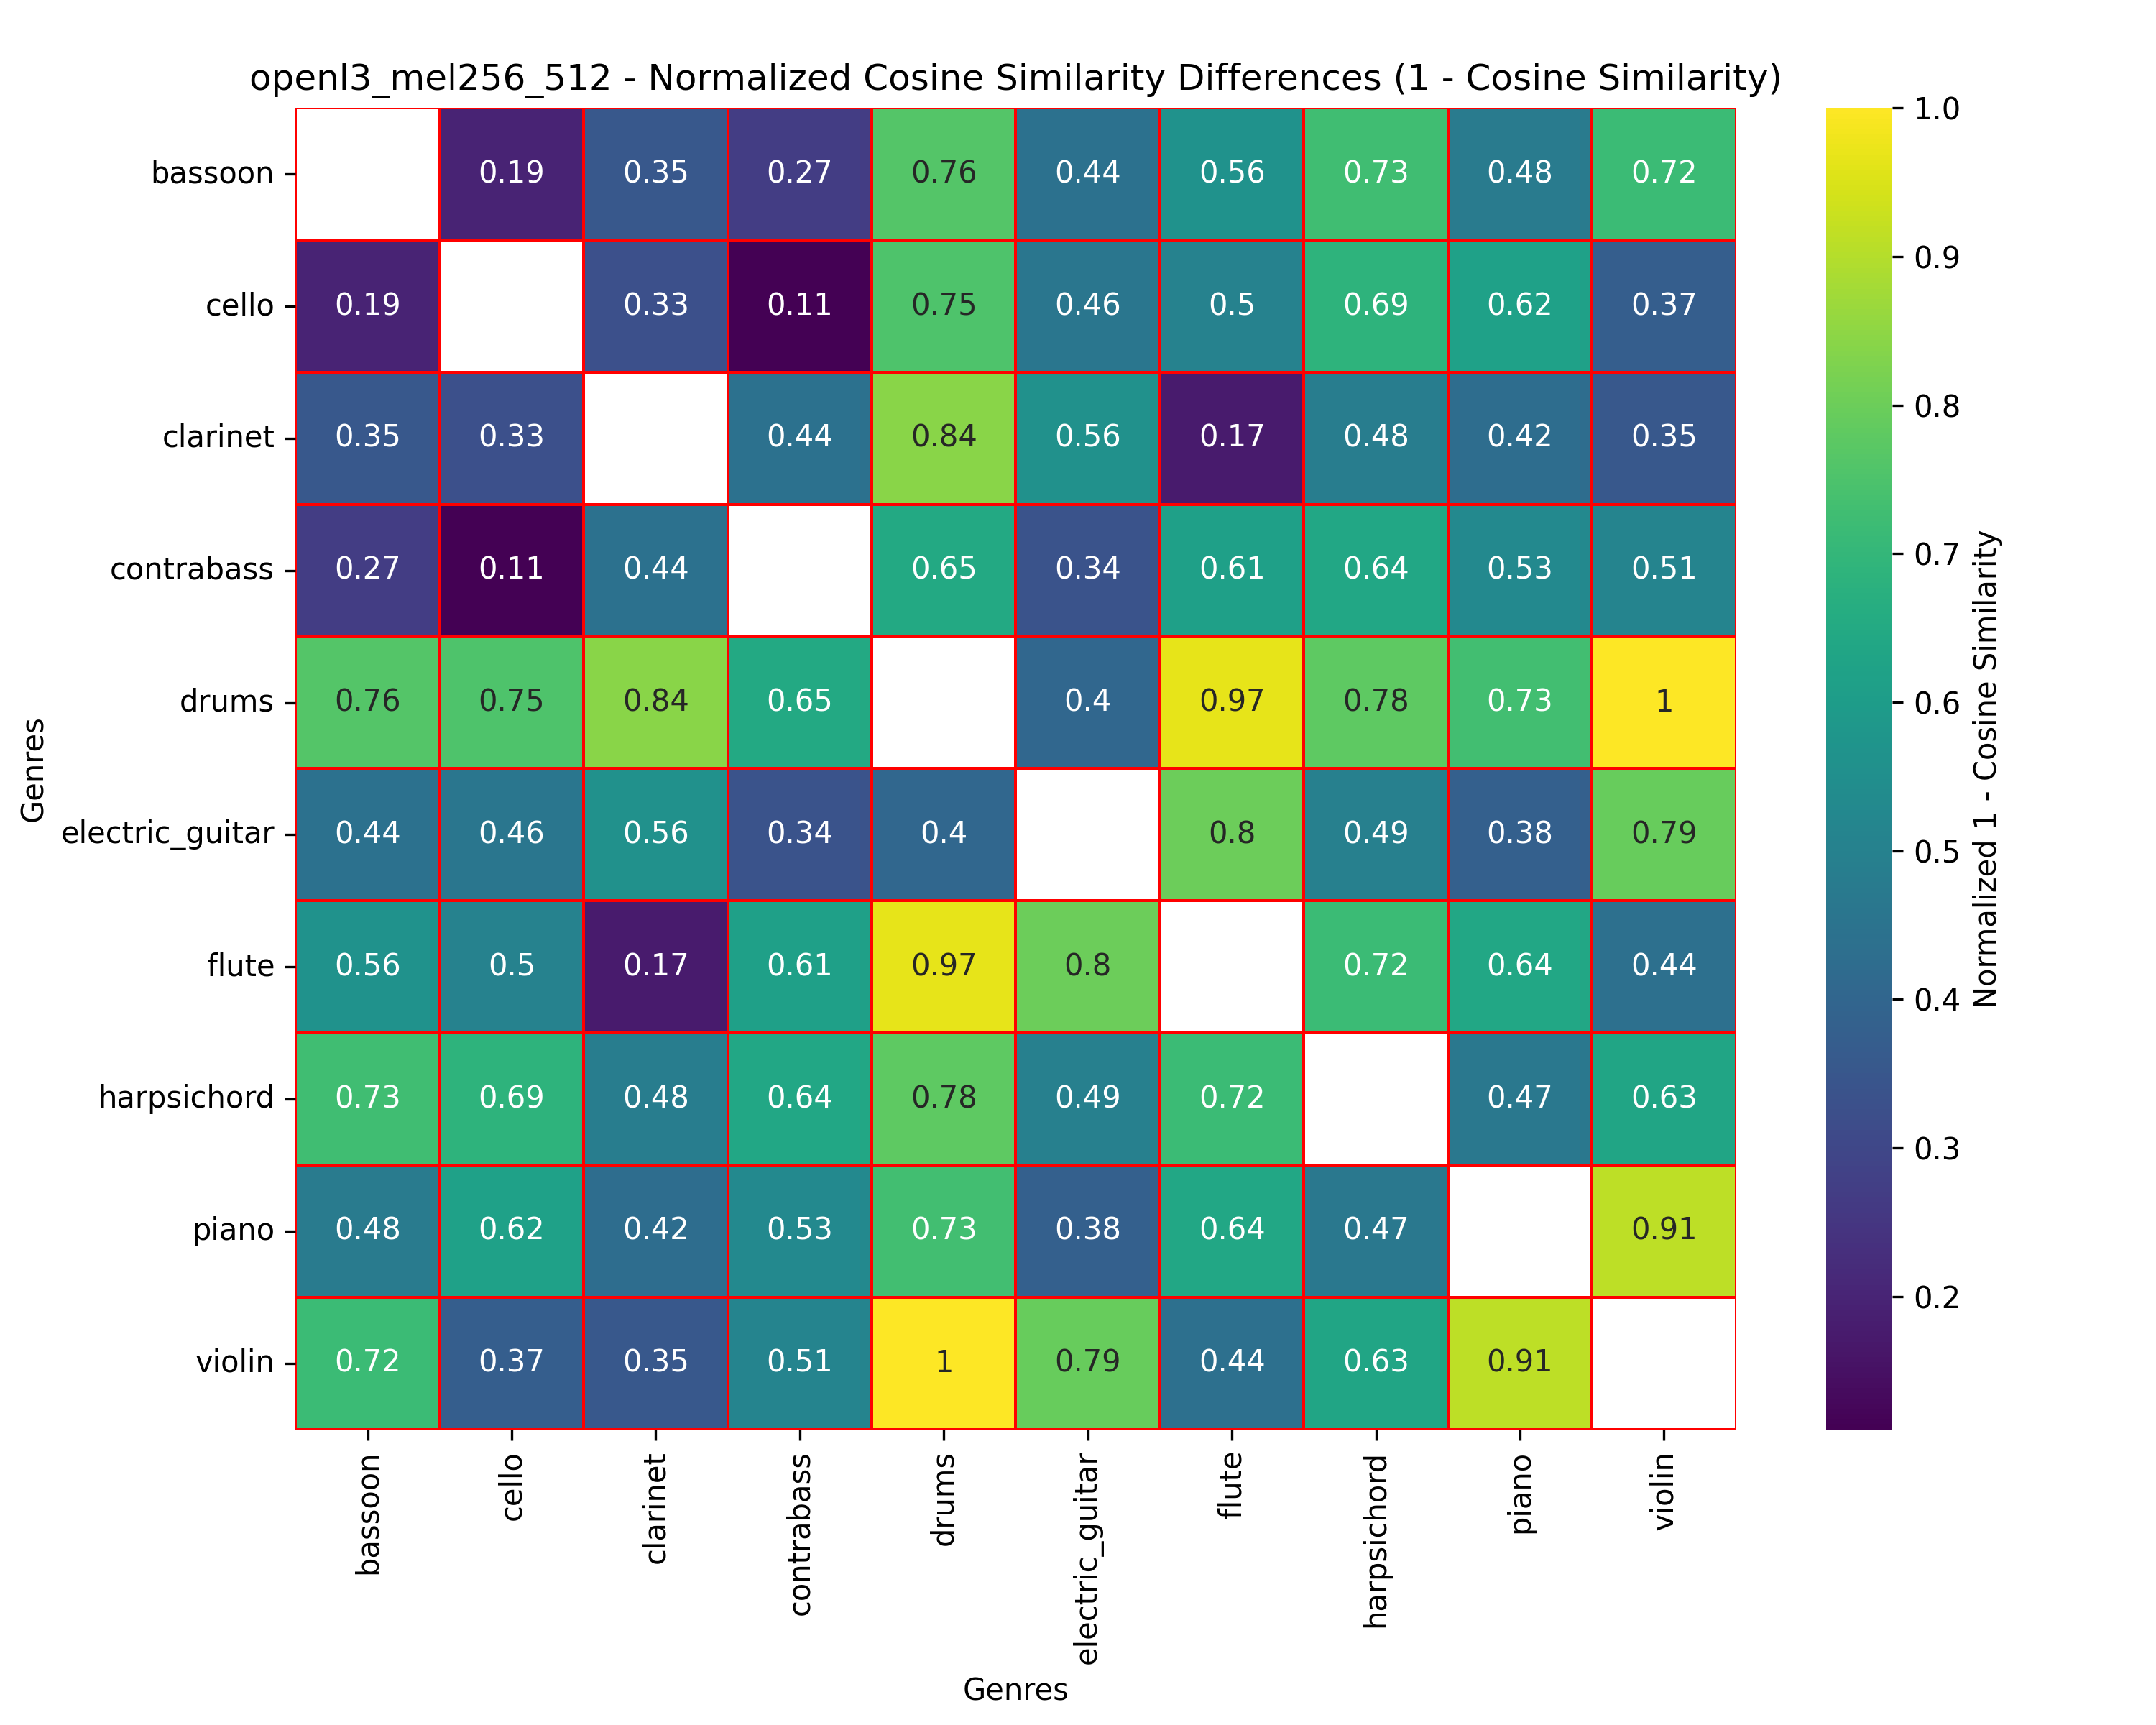 openl3_mel256_512 - Normalized Cosine Similarity Differences (1 - Cosine Similarity)
bassoon 0.19 0.35 0.27 0.76 0.44 0.56 0.73 0.48 0.72
cello 0.19 0.33 0.11 0.75 0.46 0.5 0.69 0.62 0.37
clarinet 0.35 0.33 0.44 0.84 0.56 0.17 0.48 0.42 0.35
contrabass 0.27 0.11 0.44 0.65 0.34 0.61 0.64 0.53 0.51
drums 0.76 0.75 0.84 0.65 0.4 0.97 0.78 0.73 1
electric_guitar 0.44 0.46 0.56 0.34 0.4 0.8 0.49 0.38 0.79
flute 0.56 0.5 0.17 0.61 0.97 0.8 0.72 0.64 0.44
harpsichord 0.73 0.69 0.48 0.64 0.78 0.49 0.72 0.47 0.63
piano 0.48 0.62 0.42 0.53 0.73 0.38 0.64 0.47 0.91
violin 0.72 0.37 0.35 0.51 1 0.79 0.44 0.63 0.91
bassoon cello clarinet contrabass drums electric_guitar flute harpsichord piano violin
Genres
Genres
1.0
0.9
0.8
0.7
0.6
0.5
0.4
0.3
0.2
Normalized 1 - Cosine Similarity